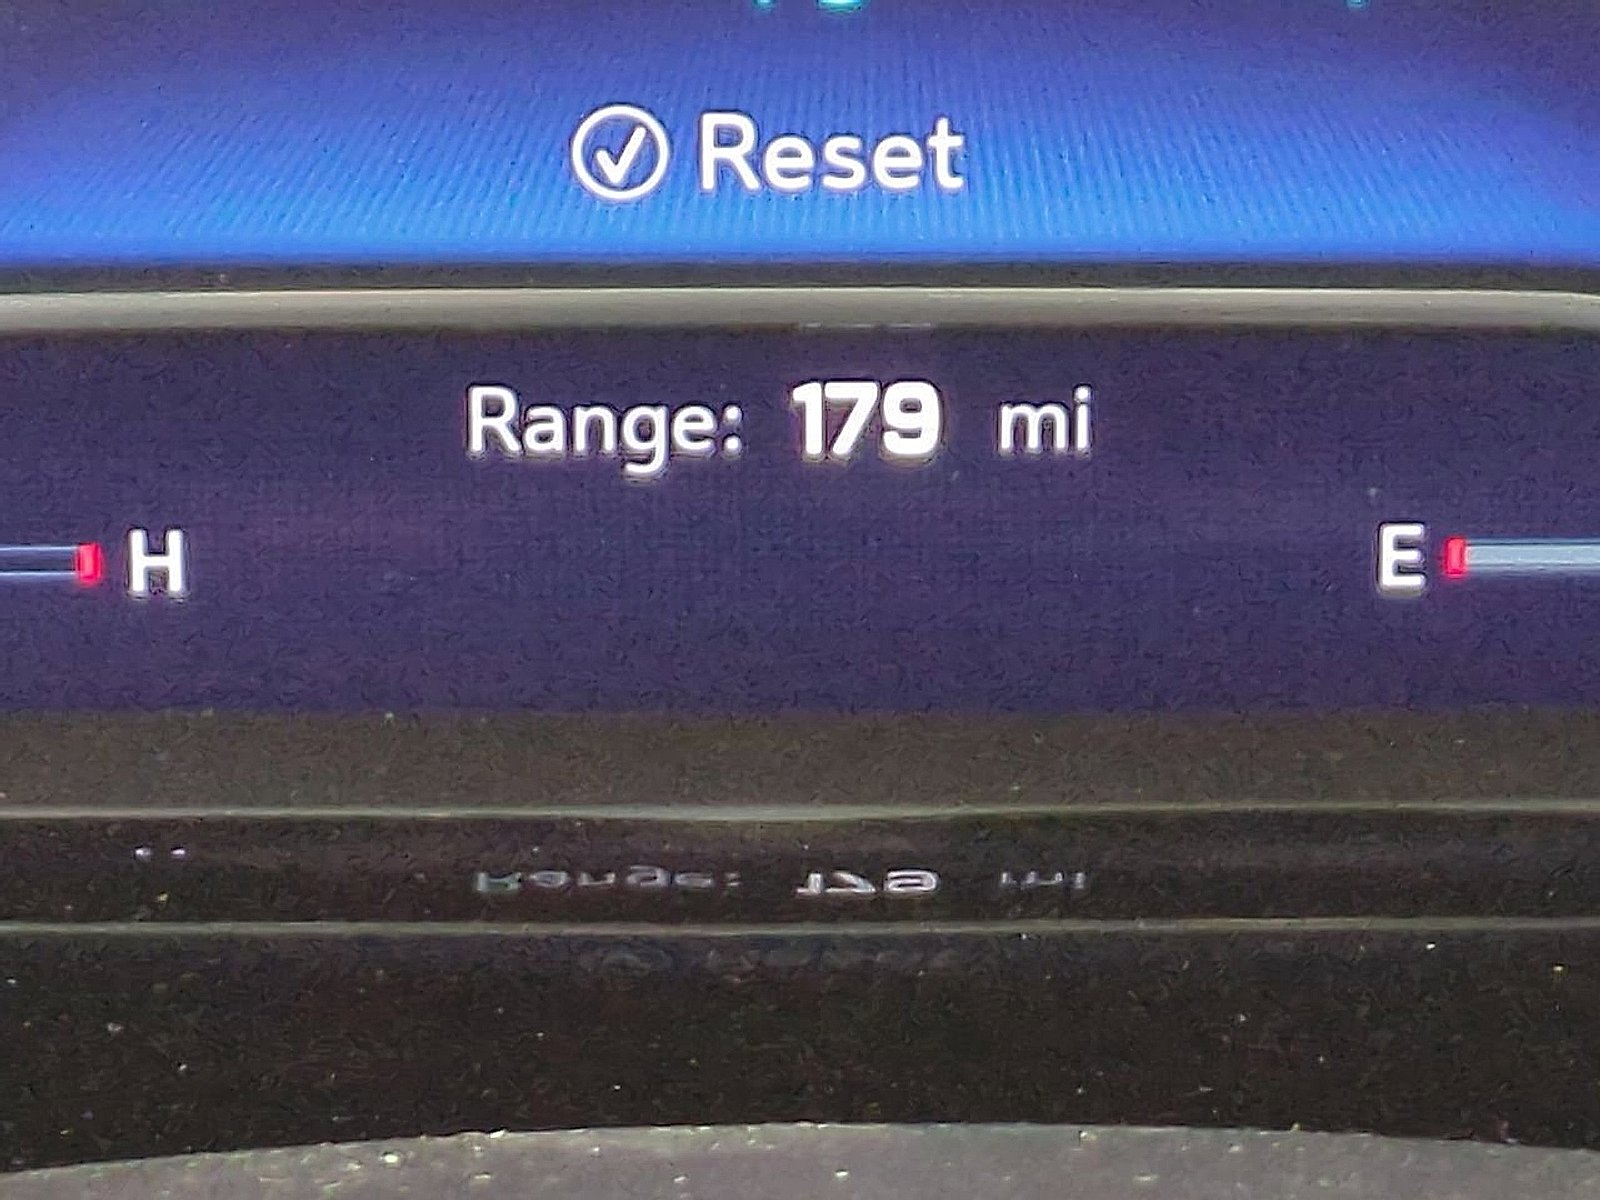 Reset
Range: 179 mi
H E